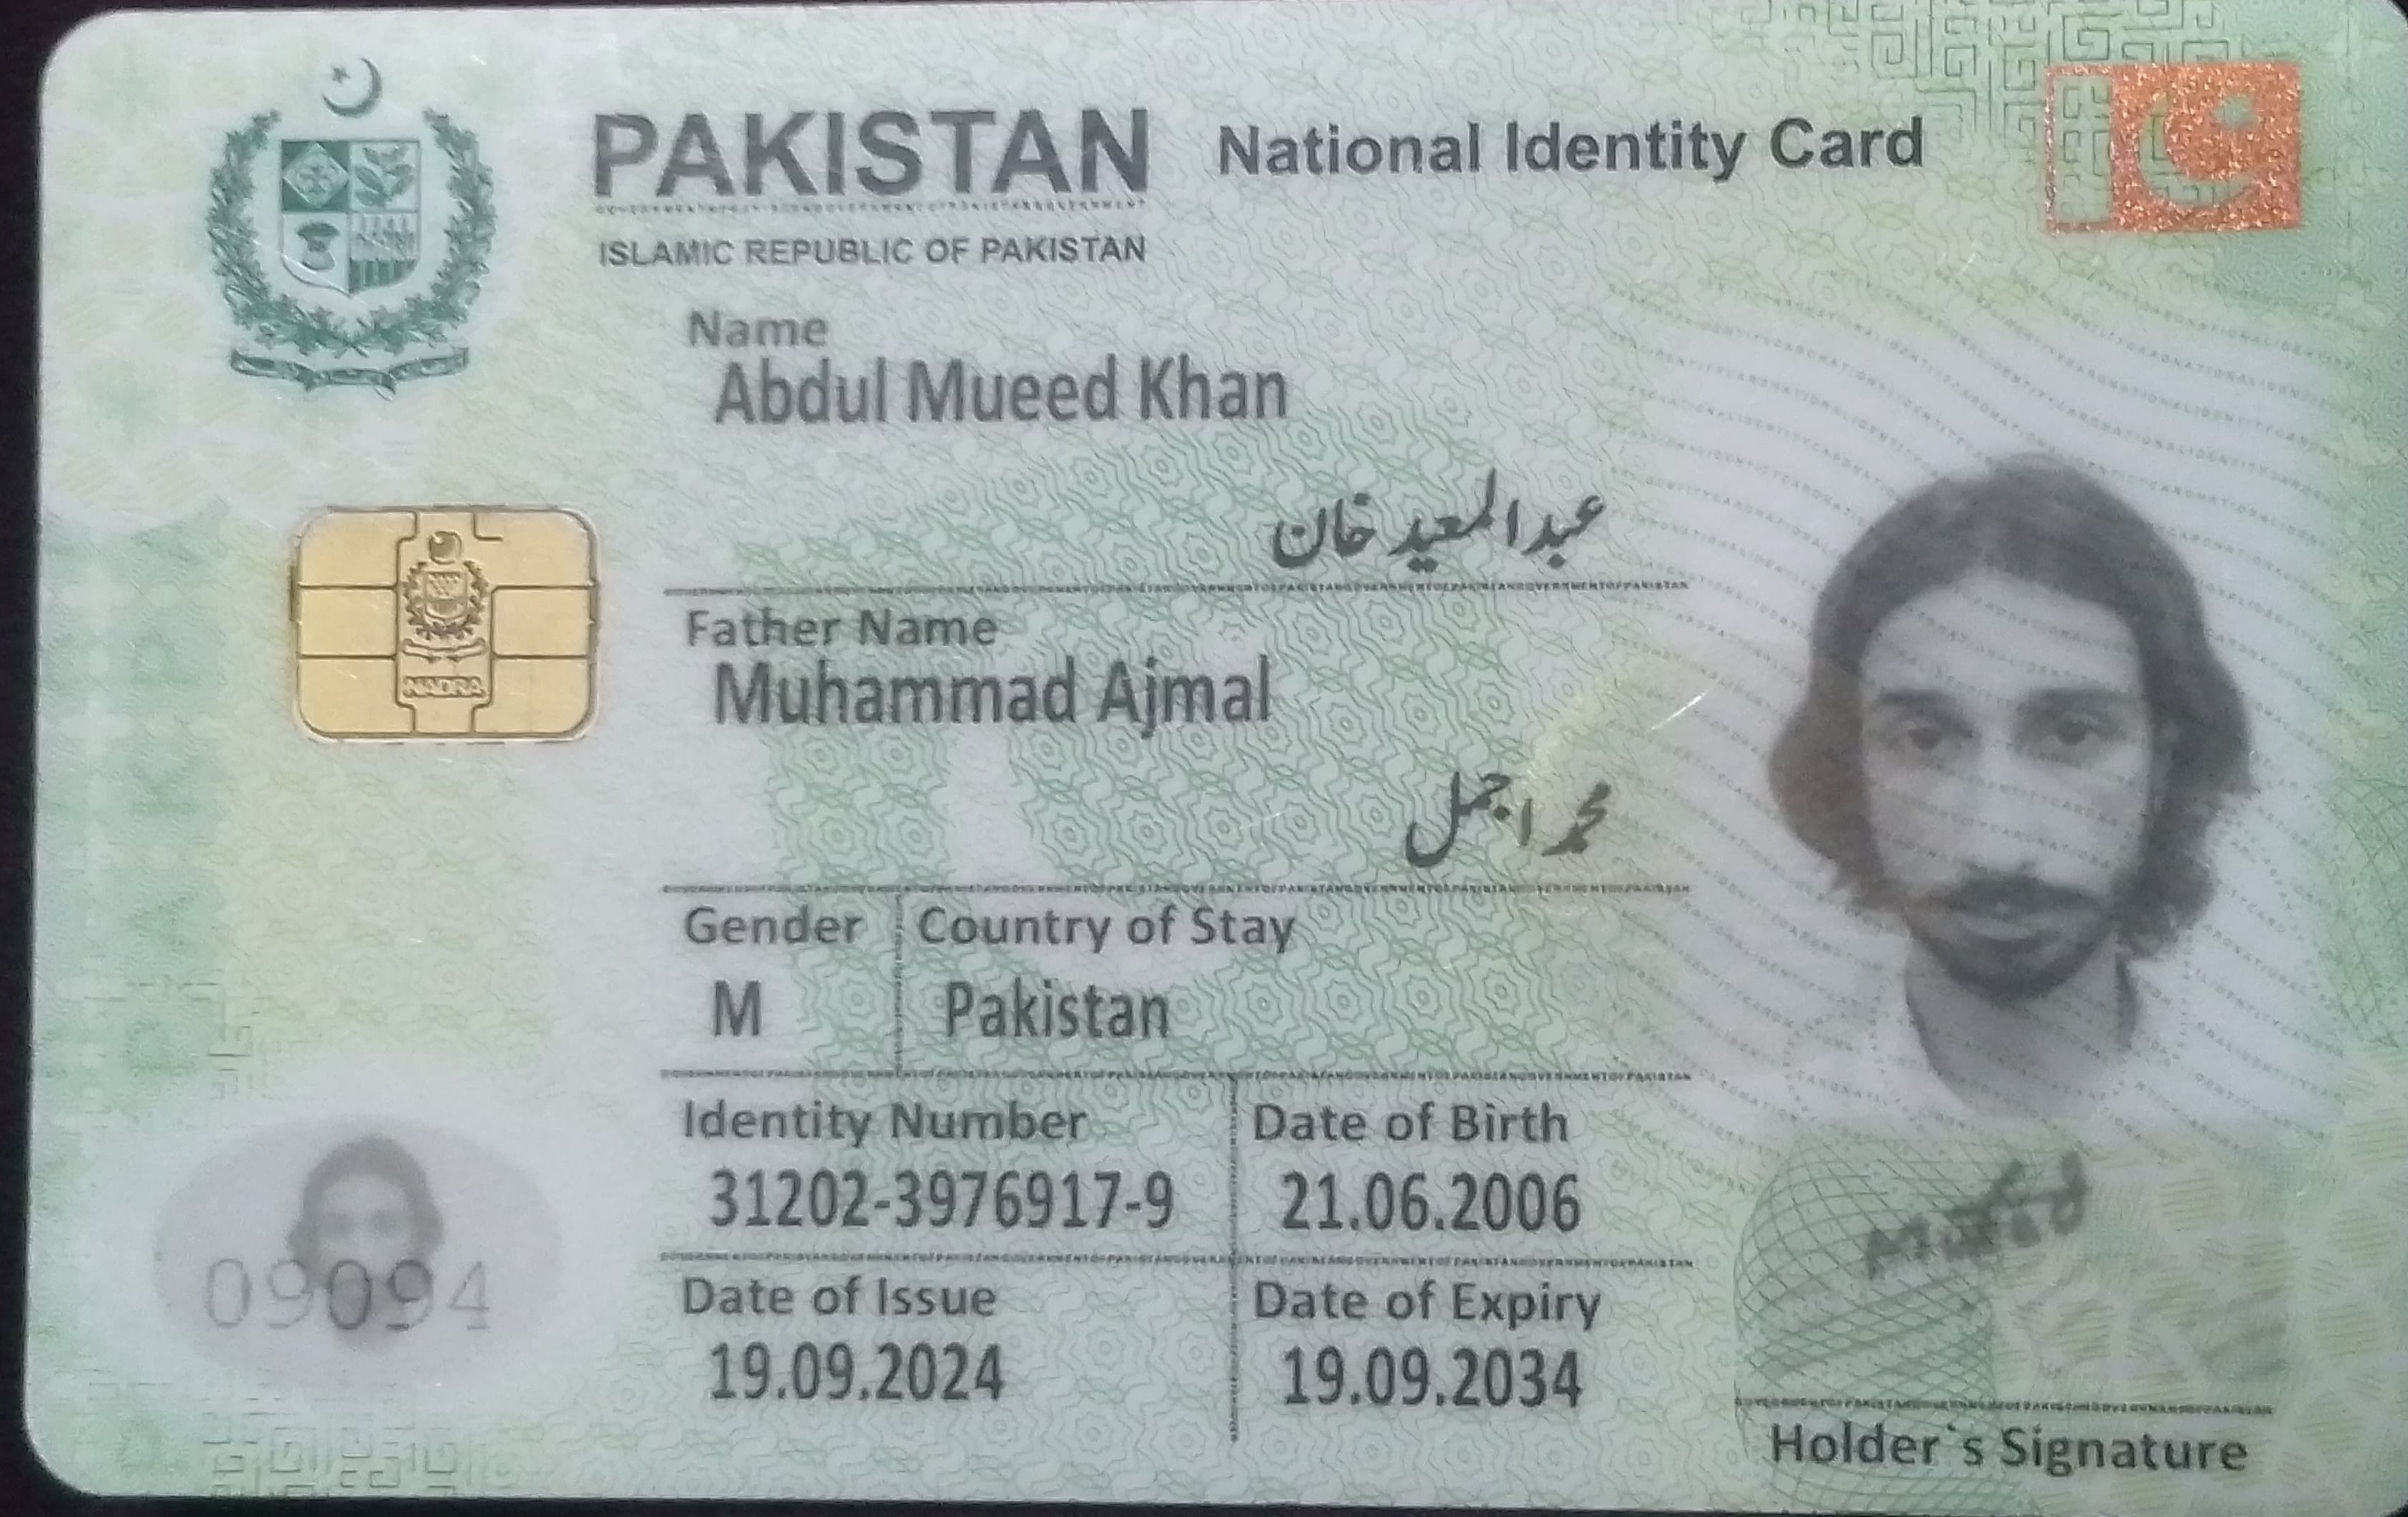 PAKISTAN National Identity Card
ISLAMIC REPUBLIC OF PAKISTAN
Name
Abdul Mueed Khan
عبدالمعید خان
Father Name
Muhammad Ajmal
محمد اجمل
Gender
Country of Stay
M
Pakistan
Identity Number
Date of Birth
31202-3976917-9
21.06.2006
Date of Issue
Date of Expiry
19.09.2024
19.09.2034
NADRA
09094
Holder`s Signature